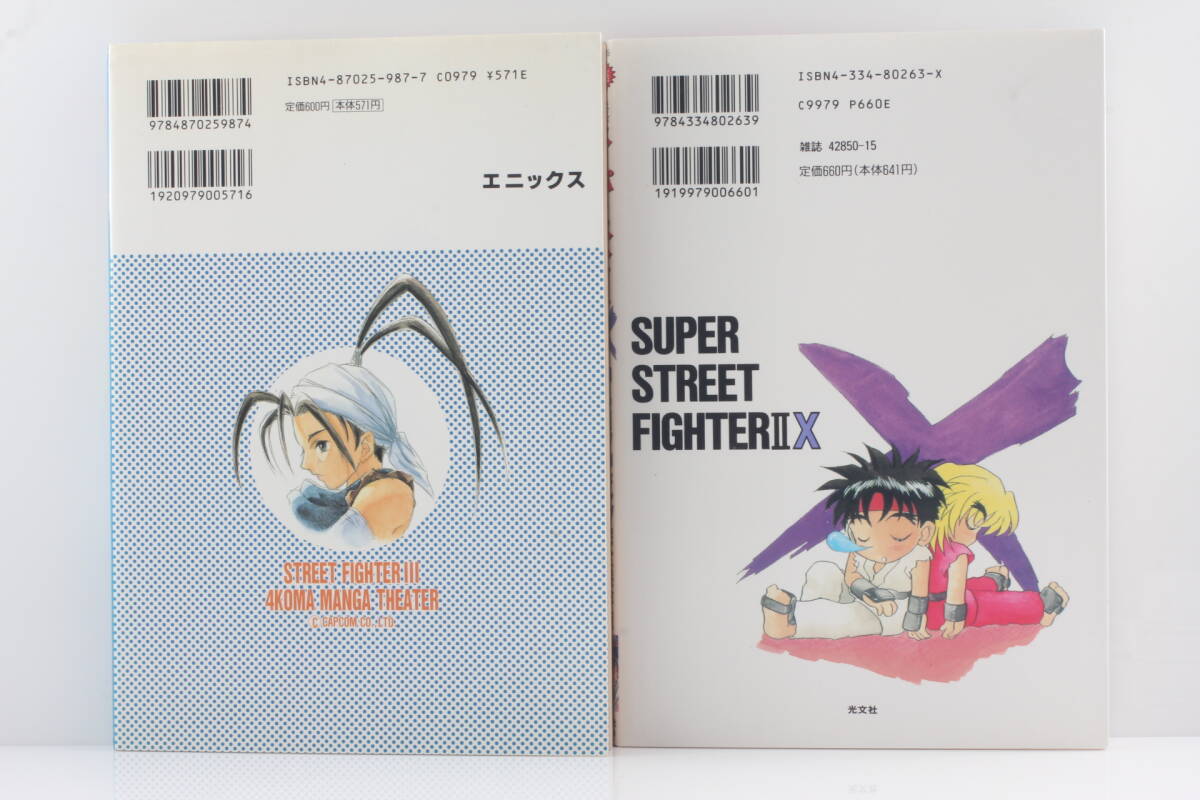 ISBN4-87025-987-7 C0979 ¥571E
定価600円 本体571円
9784870259874
1920979005716
エニックス
STREET FIGHTER III
4KOMA MANGA THEATER
C. CAPCOM CO., LTD.
ISBN4-334-80263-X
C9979 P660E
9784334802639
雑誌 42850-15
定価660円(本体641円)
1919979006601
SUPER
STREET
FIGHTERII X
光文社